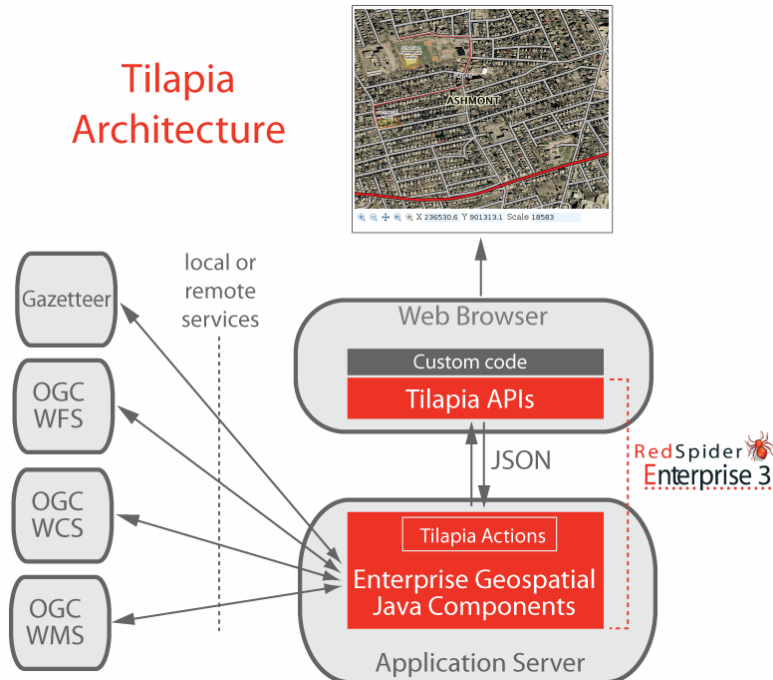 Tilapia
Architecture
ASHMONT
X 236530.6 Y 901313.1 Scale 18583
local or
remote
services
Gazetteer
OGC
WFS
OGC
WCS
OGC
WMS
Web Browser
Custom code
Tilapia APIs
JSON
RedSpider
Enterprise 3
Tilapia Actions
Enterprise Geospatial
Java Components
Application Server